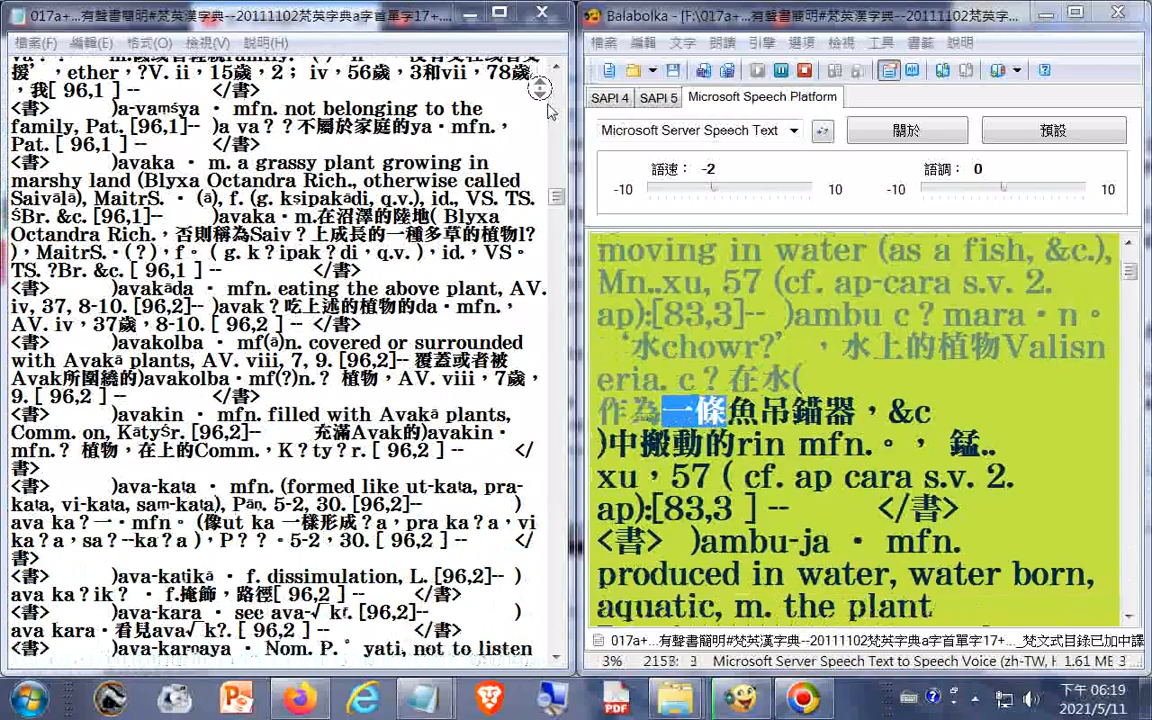 017a+...有聲書簡明#梵英漢字典--20111102梵英字典a字首單字17+...
檔案(F) 編輯(E) 格式(O) 檢視(V) 說明(H)
援’，ether，?V. ii，15歲，2； iv，56歲，3和vii，78歲
，我[ 96,1 ] -- </書>
<書> )a-vaṃśya ・ mfn. not belonging to the
family, Pat. [96,1]-- )a va？？不屬於家庭的ya・mfn.，
Pat. [ 96,1 ] -- </書>
<書> )avaka ・ m. a grassy plant growing in
marshy land (Blyxa Octandra Rich., otherwise called
Saivālā), MaitrS. ・ (ā), f. (g. kṣipakādi, q.v.), id., VS. TS.
ŚBr. &c. [96,1]-- )avaka・m.在沼澤的陸地( Blyxa
Octandra Rich.，否則稱為Saiv？上成長的一種多草的植物l?
)，MaitrS・(？)，f。( g. k？ipak？di，q.v. )，id.，VS。
TS. ?Br. &c. [ 96,1 ] -- </書>
<書> )avakāda ・ mfn. eating the above plant, AV.
iv, 37, 8-10. [96,2]-- )avak？吃上述的植物的da・mfn.，
AV. iv，37歲，8-10. [ 96,2 ] -- </書>
<書> )avakolba ・ mf(ā)n. covered or surrounded
with Avakā plants, AV. viii, 7, 9. [96,2]-- 覆蓋或者被
Avak所圍繞的)avakolba・mf(?)n.？ 植物，AV. viii，7歲，
9. [ 96,2 ] -- </書>
<書> )avakin ・ mfn. filled with Avakā plants,
Comm. on, KātyŚr. [96,2]-- 充滿Avak的)avakin・
mfn.？ 植物，在上的Comm.，K？ty？r. [ 96,2 ] -- </
書>
<書> )ava-kaṭa ・ mfn. (formed like ut-kaṭa, pra-
kaṭa, vi-kaṭa, saṃ-kaṭa), Pāṇ. 5-2, 30. [96,2]-- )
ava ka？一・mfn。(像ut ka 一樣形成？a，pra ka？a，vi
ka？a，sa？--ka？a )，P？？。5-2，30. [ 96,2 ] -- </
書>
<書> )ava-kaṭikā ・ f. dissimulation, L. [96,2]-- )
ava ka？ik？・ f.掩飾，路徑[ 96,2 ] -- </書>
<書> )ava-kara ・ see ava-√ kṝ. [96,2]-- )
ava kara・看見ava√ k?. [ 96,2 ] -- </書>
<書> )ava-karṇaya ・ Nom. P. ° yati, not to listen
Balabolka - [F:\017a+...有聲書簡明#梵英漢字典--20111102梵英字...
檔案 編輯 文字 朗讀 引擎 選項 檢視 工具 書籤 說明
SAPI 4 SAPI 5 Microsoft Speech Platform
Microsoft Server Speech Text 關於 預設
語速： -2 語調： 0
-10 10 -10 10
moving in water (as a fish, &c.),
Mn..xu, 57 (cf. ap-cara s.v. 2.
ap):[83,3]-- )ambu c？mara・n。
‘水chowr?’ ，水上的植物Valisn
eria. c？在水(
作為一條魚吊錨器，&c
)中搬動的rin mfn.。， 錳..
xu，57 ( cf. ap cara s.v. 2.
ap):[83,3 ] -- </書>
<書> )ambu-ja ・ mfn.
produced in water, water born,
aquatic, m. the plant
017a+...有聲書簡明#梵英漢字典--20111102梵英字典a字首單字17+..._梵文式目錄已加中譯
3% 2158: 3 Microsoft Server Speech Text to Speech Voice (zh-TW, H 1.61 MB 3
下午 06:19
2021/5/11